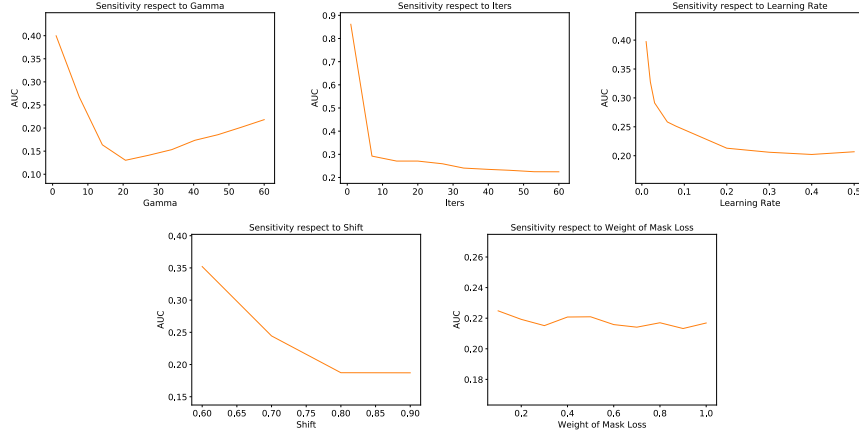 Sensitivity respect to Gamma
0.40
0.35
0.30
0.25
0.20
0.15
0.10
AUC
0 10 20 30 40 50 60
Gamma
Sensitivity respect to Iters
0.9
0.8
0.7
0.6
0.5
0.4
0.3
0.2
AUC
0 10 20 30 40 50 60
Iters
Sensitivity respect to Learning Rate
0.40
0.35
0.30
0.25
0.20
AUC
0.0 0.1 0.2 0.3 0.4 0.5
Learning Rate
Sensitivity respect to Shift
0.40
0.35
0.30
0.25
0.20
0.15
AUC
0.60 0.65 0.70 0.75 0.80 0.85 0.90
Shift
Sensitivity respect to Weight of Mask Loss
0.26
0.24
0.22
0.20
0.18
AUC
0.2 0.4 0.6 0.8 1.0
Weight of Mask Loss